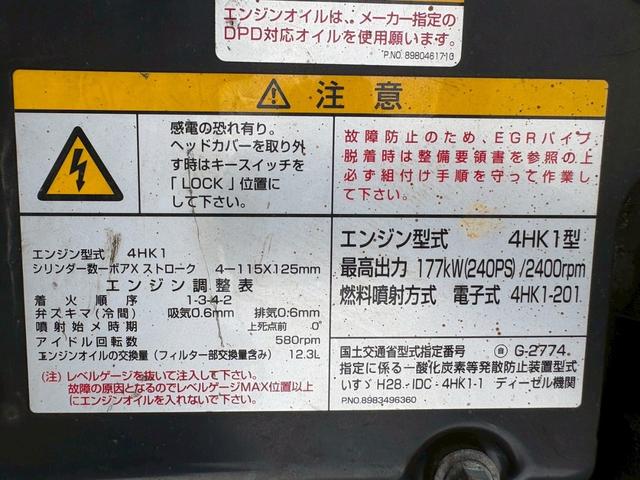 エンジンオイルは、メーカー指定の
DPD対応オイルを使用願います。
P.NO. 8980461710
注意
感電の恐れ有り。
ヘッドカバーを取り外
す時はキースイッチを
「LOCK」位置に
して下さい。
故障防止のため、EGRパイプ
脱着時は整備要領書を参照の上
必ず組付け手順を守って作業し
て下さい。
エンジン型式 4HK1
シリンダー数ーボアXストローク 4-115X125mm
エンジン調整表
着火順序 1-3-4-2
弁スキマ(冷間) 吸気0.6mm 排気0.6mm
噴射始メ時期 上死点前 0°
アイドル回転数 580rpm
エンジンオイルの交換量(フィルター部交換量含み) 12.3L
(注) レベルゲージを抜いて注入して下さい。
故障の原因となるのでレベルゲージMAX位置以上
にエンジンオイルを入れないで下さい。
エンジン型式 4HK1型
最高出力 177kW(240PS)/2400rpm
燃料噴射方式 電子式 4HK1-201
国土交通省型式指定番号 自 G-2774
指定に係る一酸化炭素等発散防止装置型式
いすゞ H28・IDC・4HK1-1 ディーゼル機関
P.NO.8983496360